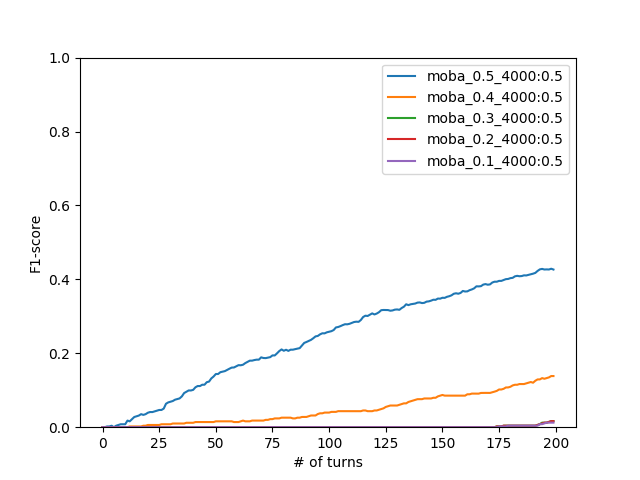 1.0
0.8
0.6
0.4
0.2
0.0
F1-score
0
25
50
75
100
125
150
175
200
# of turns
moba_0.5_4000:0.5
moba_0.4_4000:0.5
moba_0.3_4000:0.5
moba_0.2_4000:0.5
moba_0.1_4000:0.5